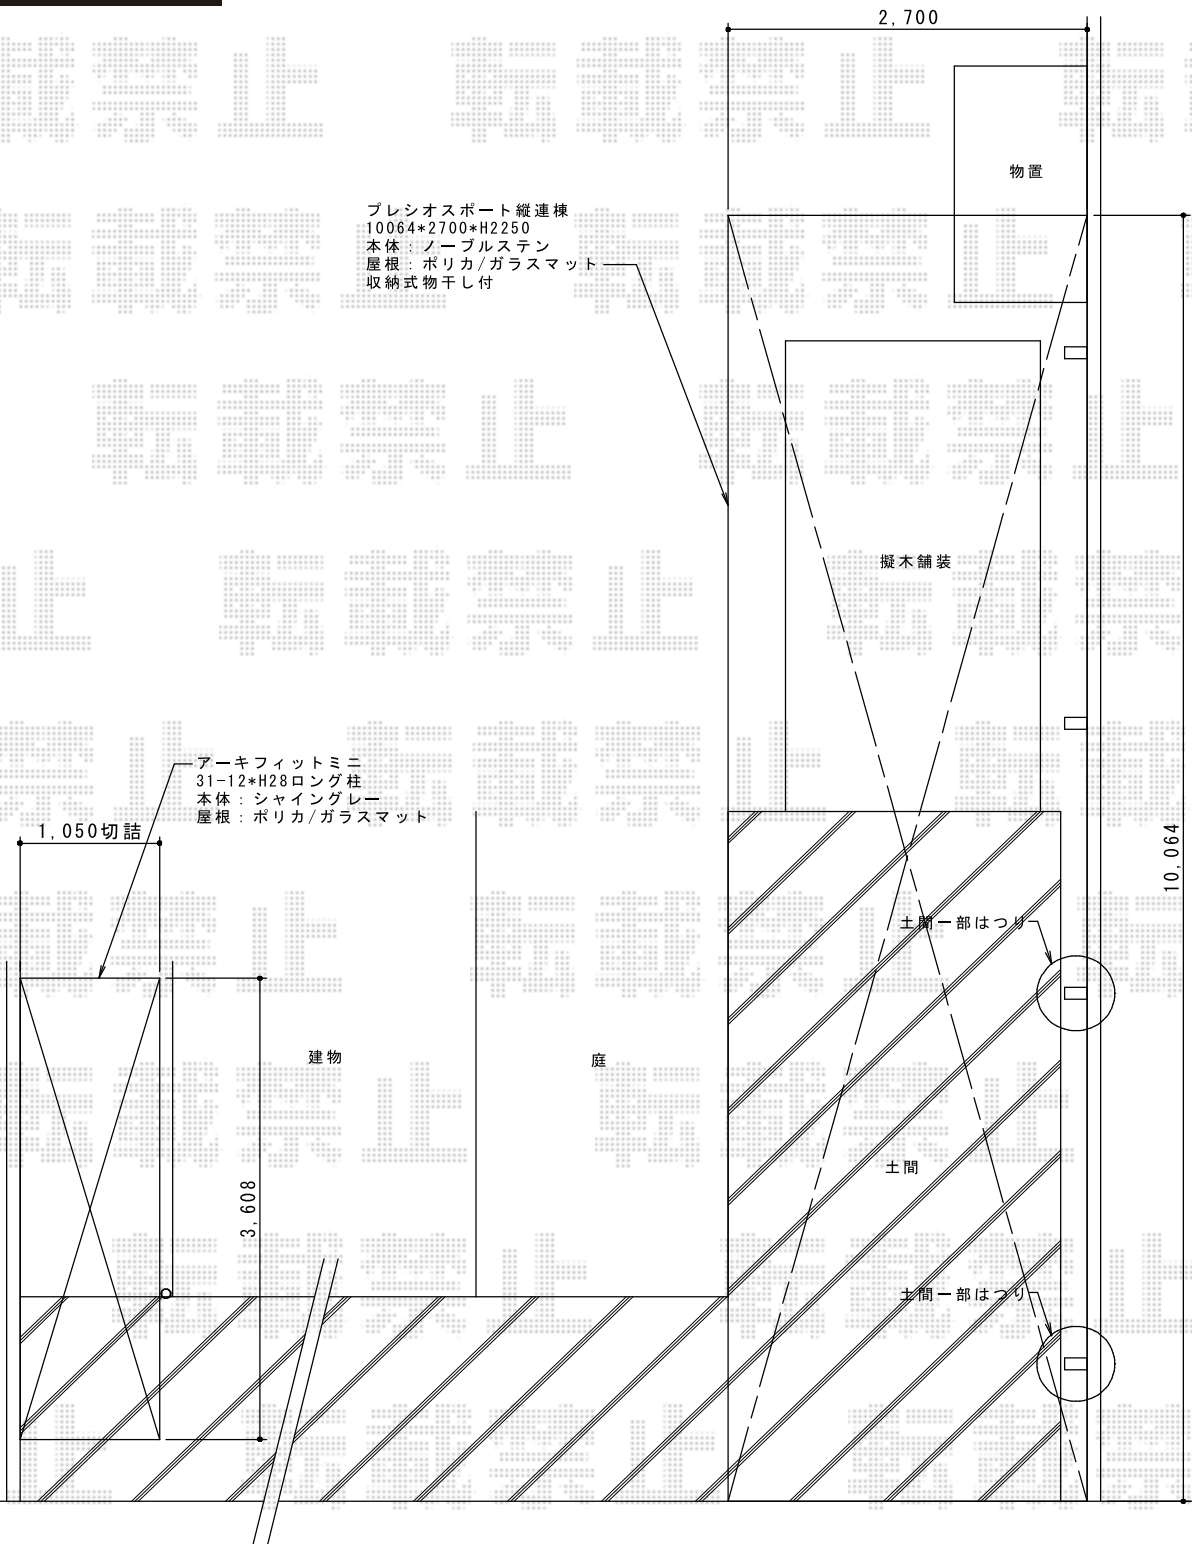 2,700
物置
プレシオスポート縦連棟
10064*2700*H2250
本体：ノーブルステン
屋根：ポリカ/ガラスマット
収納式物干し付
擬木舗装
アーキフィットミニ
31-12*H28ロング柱
本体：シャイングレー
屋根：ポリカ/ガラスマット
1,050切詰
10,064
土間一部はつり
建物
庭
土間
3,608
土間一部はつり
転載禁止